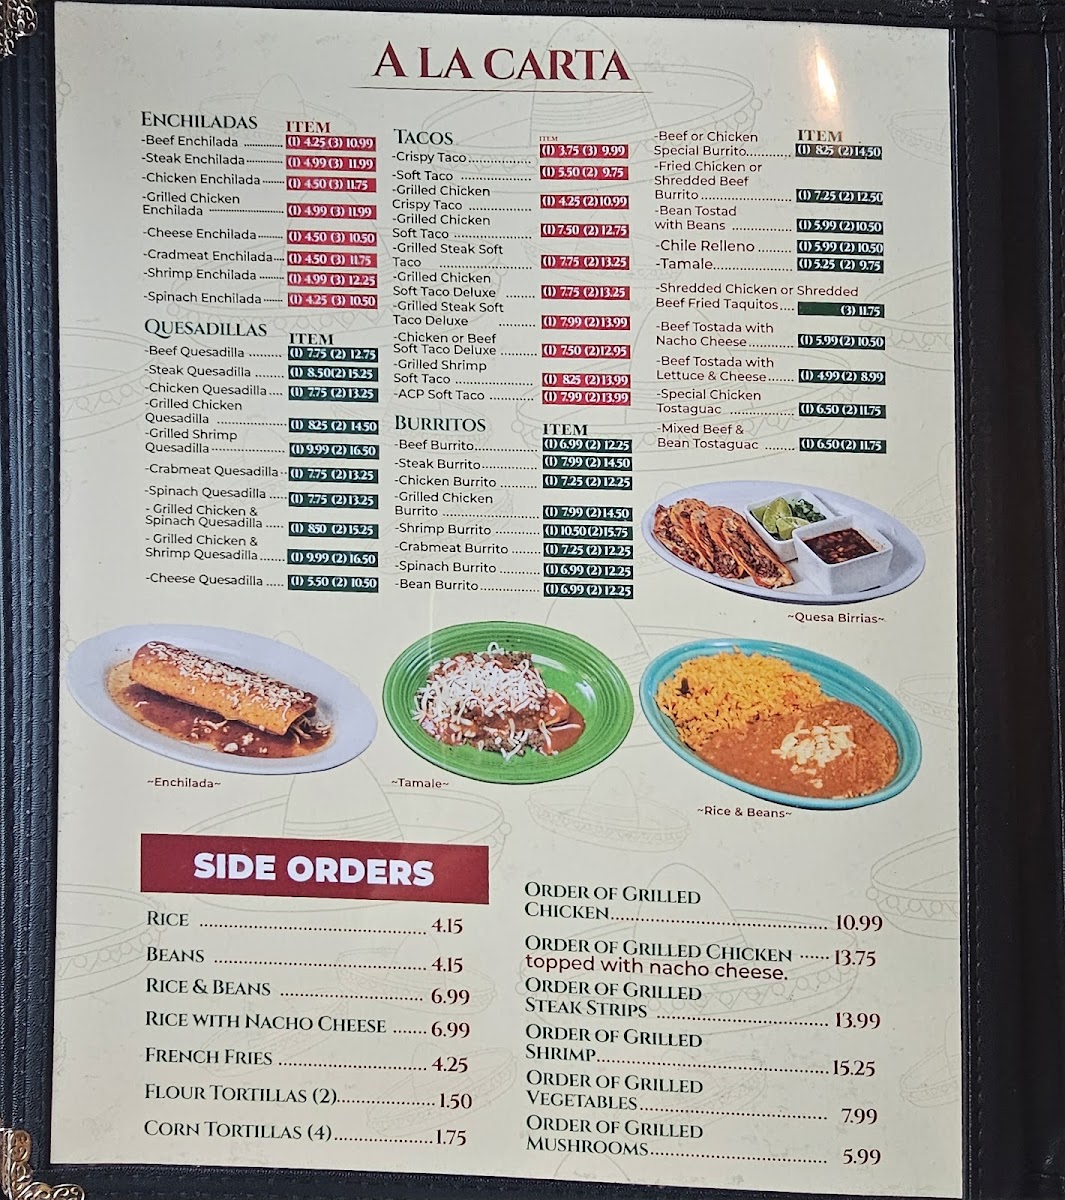 A LA CARTA
ENCHILADAS ITEM
-Beef Enchilada ............ (1) 4.25 (3) 10.99
-Steak Enchilada .......... (1) 4.99 (3) 11.99
-Chicken Enchilada ...... (1) 4.50 (3) 11.75
-Grilled Chicken
Enchilada ..................... (1) 4.99 (3) 11.99
-Cheese Enchilada ....... (1) 4.50 (3) 10.50
-Cradmeat Enchilada ... (1) 4.50 (3) 11.75
-Shrimp Enchilada ....... (1) 4.99 (3) 12.25
-Spinach Enchilada ...... (1) 4.25 (3) 10.50
QUESADILLAS ITEM
-Beef Quesadilla ......... (1) 7.75 (2) 12.75
-Steak Quesadilla ........ (1) 8.50 (2) 15.25
-Chicken Quesadilla .... (1) 7.75 (2) 13.25
-Grilled Chicken
Quesadilla ................... (1) 825 (2) 14.50
-Grilled Shrimp
Quesadilla .................... (1) 9.99 (2) 16.50
-Crabmeat Quesadilla .. (1) 7.75 (2) 13.25
-Spinach Quesadilla ..... (1) 7.75 (2) 13.25
- Grilled Chicken &
Spinach Quesadilla ..... (1) 850 (2) 15.25
- Grilled Chicken &
Shrimp Quesadilla ...... (1) 9.99 (2) 16.50
-Cheese Quesadilla ..... (1) 5.50 (2) 10.50
TACOS ITEM
-Crispy Taco ................ (1) 3.75 (3) 9.99
-Soft Taco ................... (1) 5.50 (2) 9.75
-Grilled Chicken
Crispy Taco ................ (1) 4.25 (2) 10.99
-Grilled Chicken
Soft Taco .................... (1) 7.50 (2) 12.75
-Grilled Steak Soft
Taco ...................... (1) 7.75 (2) 13.25
-Grilled Chicken
Soft Taco Deluxe ....... (1) 7.75 (2) 13.25
-Grilled Steak Soft
Taco Deluxe ......... (1) 7.99 (2) 13.99
-Chicken or Beef
Soft Taco Deluxe ......... (1) 7.50 (2) 12.95
-Grilled Shrimp
Soft Taco ................... (1) 825 (2) 13.99
-ACP Soft Taco ........... (1) 7.99 (2) 13.99
BURRITOS ITEM
-Beef Burrito ............... (1) 6.99 (2) 12.25
-Steak Burrito ............. (1) 7.99 (2) 14.50
-Chicken Burrito ......... (1) 7.25 (2) 12.25
-Grilled Chicken
Burrito ...................... (1) 7.99 (2) 14.50
-Shrimp Burrito .......... (1) 10.50 (2) 15.75
-Crabmeat Burrito ....... (1) 7.25 (2) 12.25
-Spinach Burrito .......... (1) 6.99 (2) 12.25
-Bean Burrito .............. (1) 6.99 (2) 12.25
-Beef or Chicken ITEM
Special Burrito ........... (1) 825 (2) 14.50
-Fried Chicken or
Shredded Beef
Burrito ...................... (1) 7.25 (2) 12.50
-Bean Tostad
with Beans .............. (1) 5.99 (2) 10.50
-Chile Relleno ........ (1) 5.99 (2) 10.50
-Tamale ................... (1) 5.25 (2) 9.75
-Shredded Chicken or Shredded
Beef Fried Taquitos .... (3) 11.75
-Beef Tostada with
Nacho Cheese ........... (1) 5.99 (2) 10.50
-Beef Tostada with
Lettuce & Cheese ...... (1) 4.99 (2) 8.99
-Special Chicken
Tostaguac ............... (1) 6.50 (2) 11.75
-Mixed Beef &
Bean Tostaguac ........ (1) 6.50 (2) 11.75
~Quesa Birrias~
~Enchilada~
~Tamale~
~Rice & Beans~
SIDE ORDERS
RICE ........................................ 4.15
BEANS ..................................... 4.15
RICE & BEANS ......................... 6.99
RICE WITH NACHO CHEESE ...... 6.99
FRENCH FRIES .......................... 4.25
FLOUR TORTILLAS (2) ................. 1.50
CORN TORTILLAS (4) ................. 1.75
ORDER OF GRILLED
CHICKEN ...................................... 10.99
ORDER OF GRILLED CHICKEN ...... 13.75
topped with nacho cheese.
ORDER OF GRILLED
STEAK STRIPS .............................. 13.99
ORDER OF GRILLED
SHRIMP ........................................ 15.25
ORDER OF GRILLED
VEGETABLES ................................. 7.99
ORDER OF GRILLED
MUSHROOMS ............................... 5.99